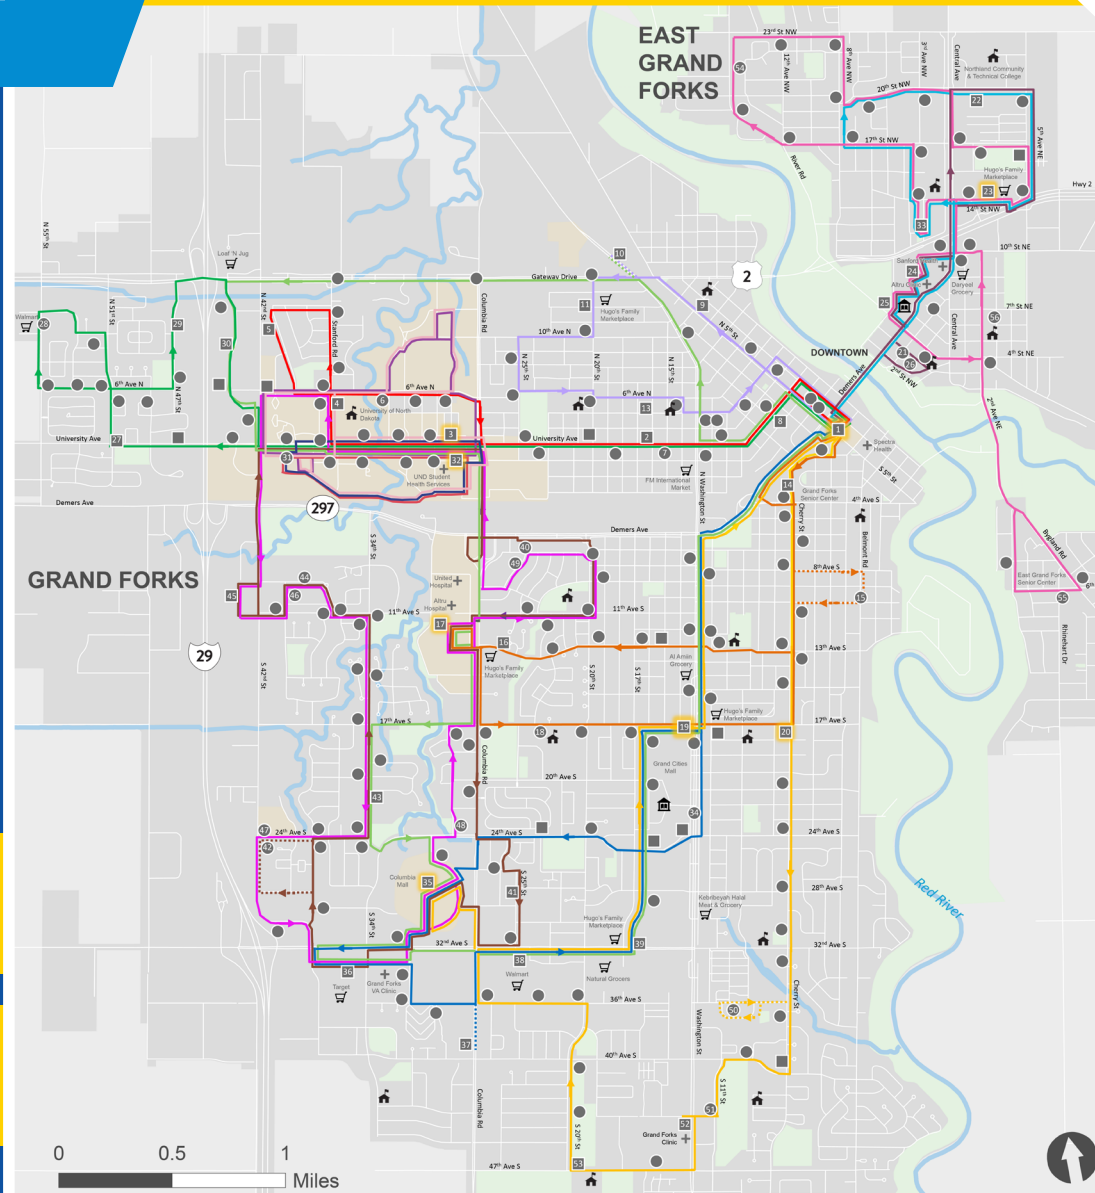 EAST
GRAND
FORKS
23rd St NW
12th Ave NW
8th Ave NW
3rd Ave NW
Central Ave
Northland Community
& Technical College
54
20th St NW
22
5th Ave NE
17th St NW
River Rd
Hugo's Family
Marketplace
23
Hwy 2
14th St NW
33
10th St NE
N 55th St
Loaf 'N Jug
10
2
24
Altru Clinic
Daryeal
Grocery
Gateway Drive
N 51st St
N 42nd St
Columbia Rd
11
Hugo's Family
Marketplace
9
25
7th St NE
56
Central Ave
Walmart
28
29
5
Stanford Rd
10th Ave N
N 5th St
30
N 25th St
N 20th St
N 15th St
DOWNTOWN
21
26
4th St NE
2nd St NW
Demers Ave
6th Ave N
N 47th St
6th Ave N
6th Ave N
4
6
University of North
Dakota
13
2nd Ave NE
University Ave
27
3
University Ave
2
7
8
1
Spectra
Health
31
32
UND Student
Health Services
FM International
Market
S 5th St
297
N Washington St
14
Grand Forks
Senior Center
4th Ave S
Cherry St
Demers Ave
Demers Ave
Belmont Rd
Bygland Rd
S 34th St
40
49
GRAND FORKS
44
46
45
United
Hospital
Altru
Hospital
8th Ave S
15
East Grand Forks
Senior Center
55
6th
11th Ave S
17
11th Ave S
16
Hugo's Family
Marketplace
13th Ave S
Rhinehart Dr
29
S 42nd St
S 20th St
S 17th St
Al Amin
Grocery
17th Ave S
Hugo's Family
Marketplace
17th Ave S
18
19
20
Columbia Rd
20th Ave S
Grand Cities
Mall
43
34
47
24th Ave S
48
24th Ave S
24th Ave S
42
Columbia
Mall
35
41
S 25th St
28th Ave S
Red River
S 34th St
Hugo's Family
Marketplace
Kebribeyah Halal
Meat & Grocery
32nd Ave S
39
32nd Ave S
36
38
Target
Grand Forks
VA Clinic
Walmart
Natural Grocers
36th Ave S
50
Cherry St
Washington St
37
40th Ave S
Columbia Rd
S 20th St
S 11th St
51
52
Grand Forks
Clinic
0
0.5
1
Miles
47th Ave S
53